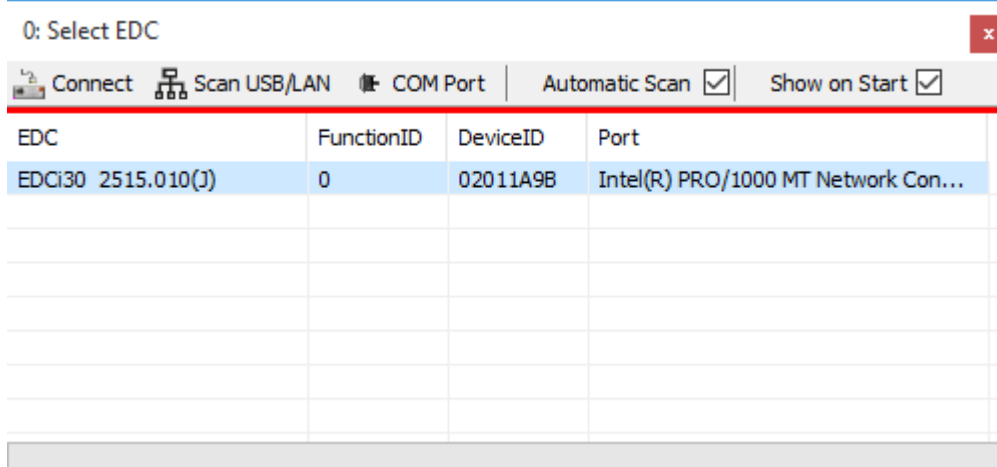 0: Select EDC
x
Connect Scan USB/LAN COM Port Automatic Scan Show on Start
EDC FunctionID DeviceID Port
EDCi30 2515.010(J) 0 02011A9B Intel(R) PRO/1000 MT Network Con...